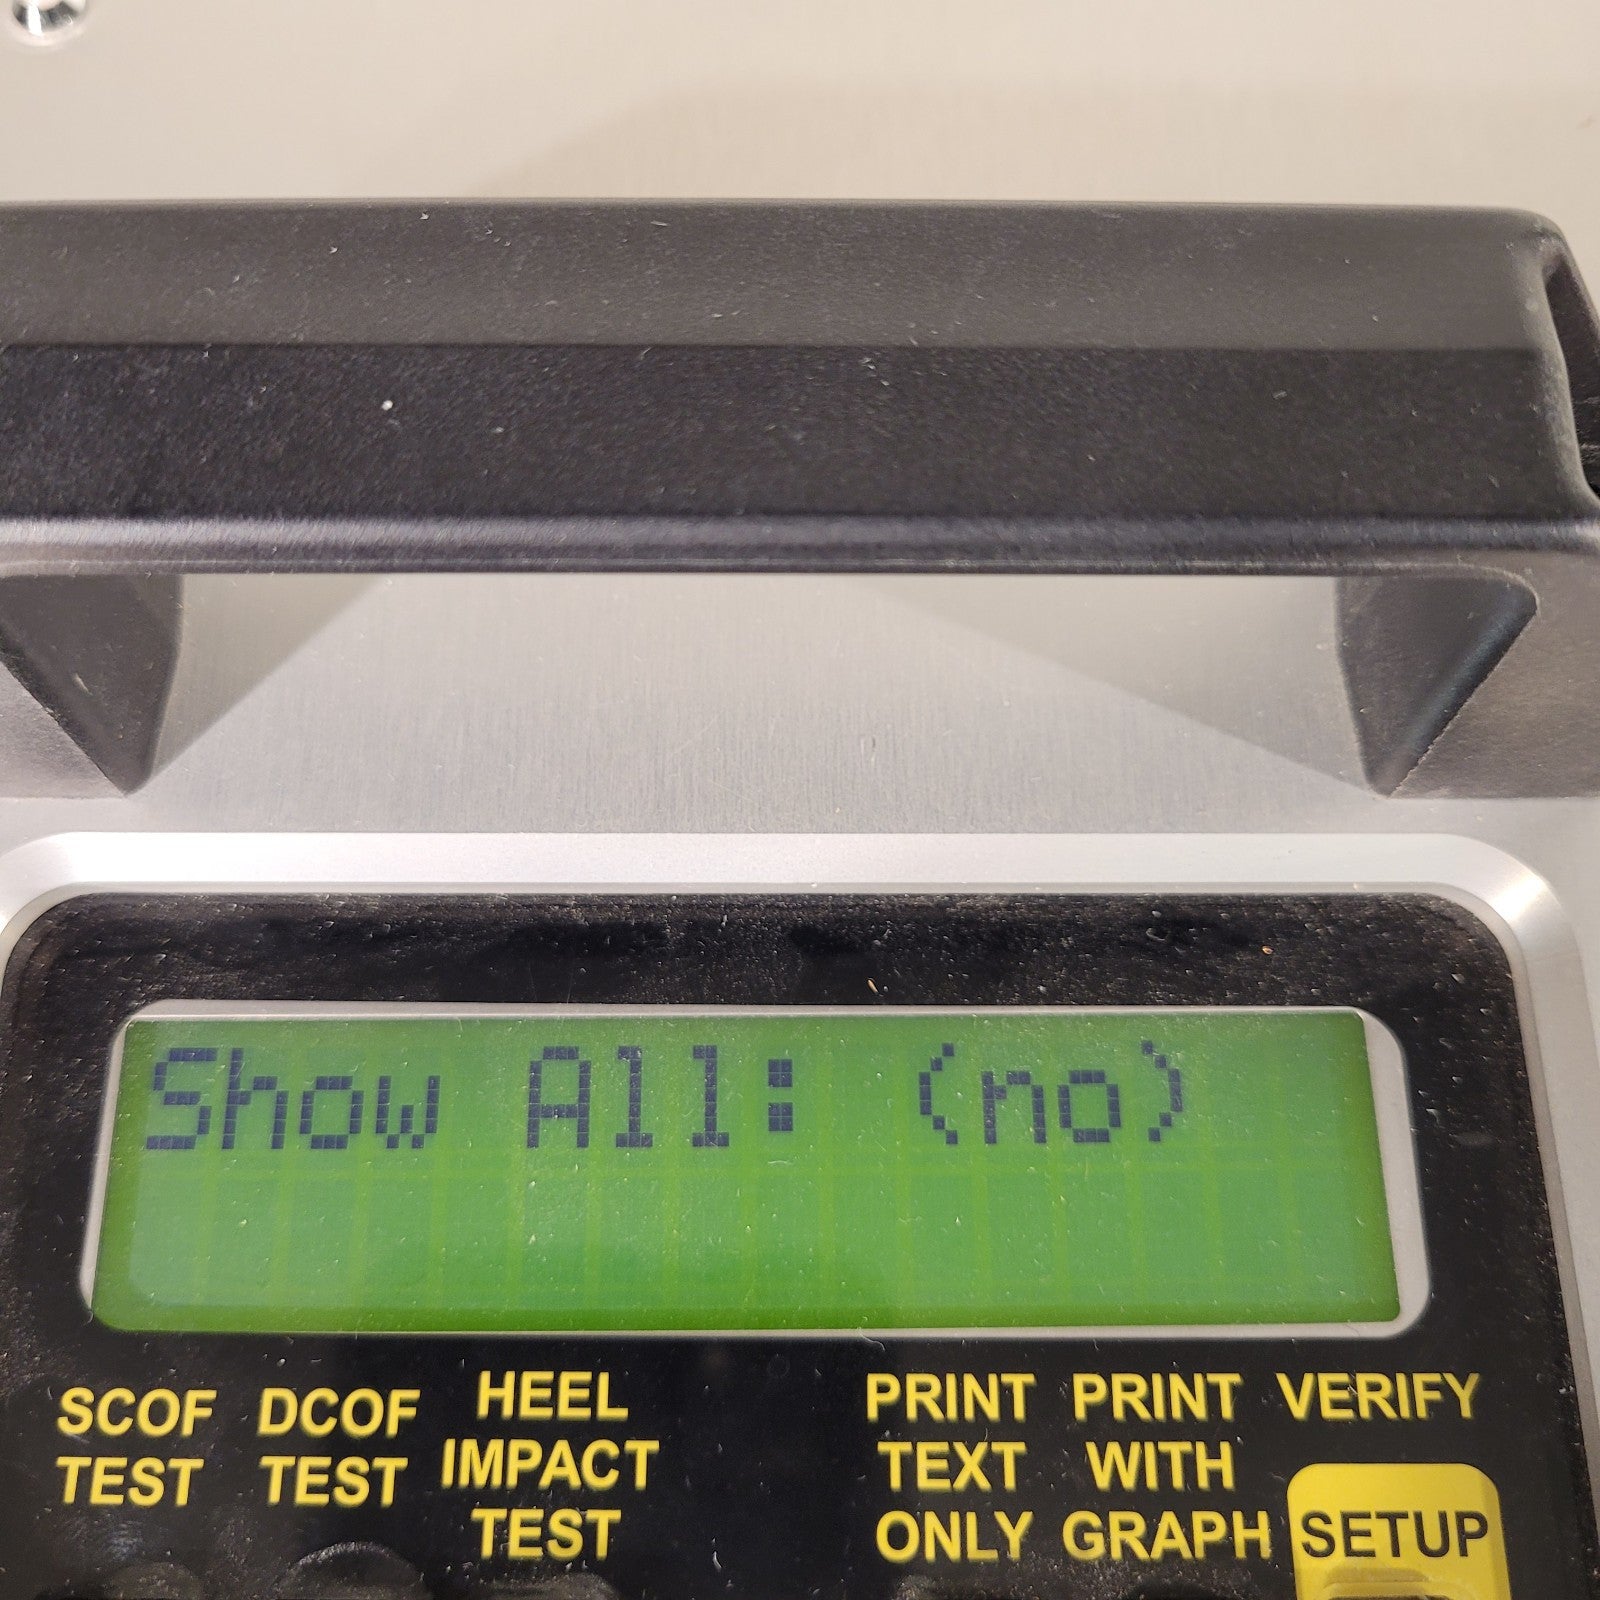 Show All: (no)
SCOF TEST
DCOF TEST
HEEL IMPACT TEST
PRINT TEXT ONLY
PRINT WITH GRAPH
VERIFY
SETUP